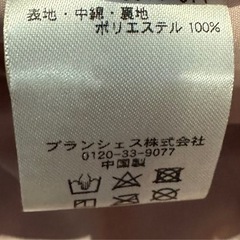 表地・中綿・裏地
ポリエステル 100%
ブランシェス株式会社
0120-33-9077
中国製